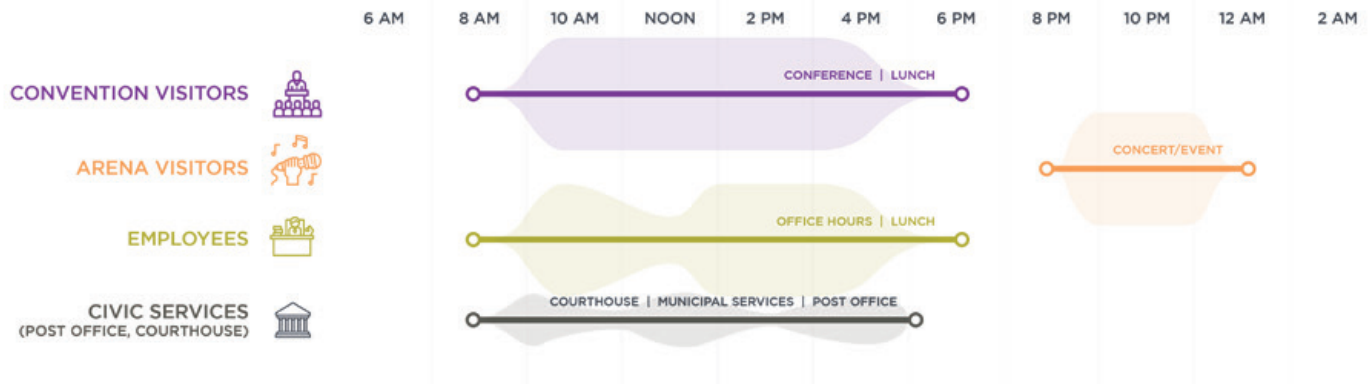 6 AM 8 AM 10 AM NOON 2 PM 4 PM 6 PM 8 PM 10 PM 12 AM 2 AM
CONVENTION VISITORS
CONFERENCE | LUNCH
ARENA VISITORS
CONCERT/EVENT
EMPLOYEES
OFFICE HOURS | LUNCH
CIVIC SERVICES
(POST OFFICE, COURTHOUSE)
COURTHOUSE | MUNICIPAL SERVICES | POST OFFICE